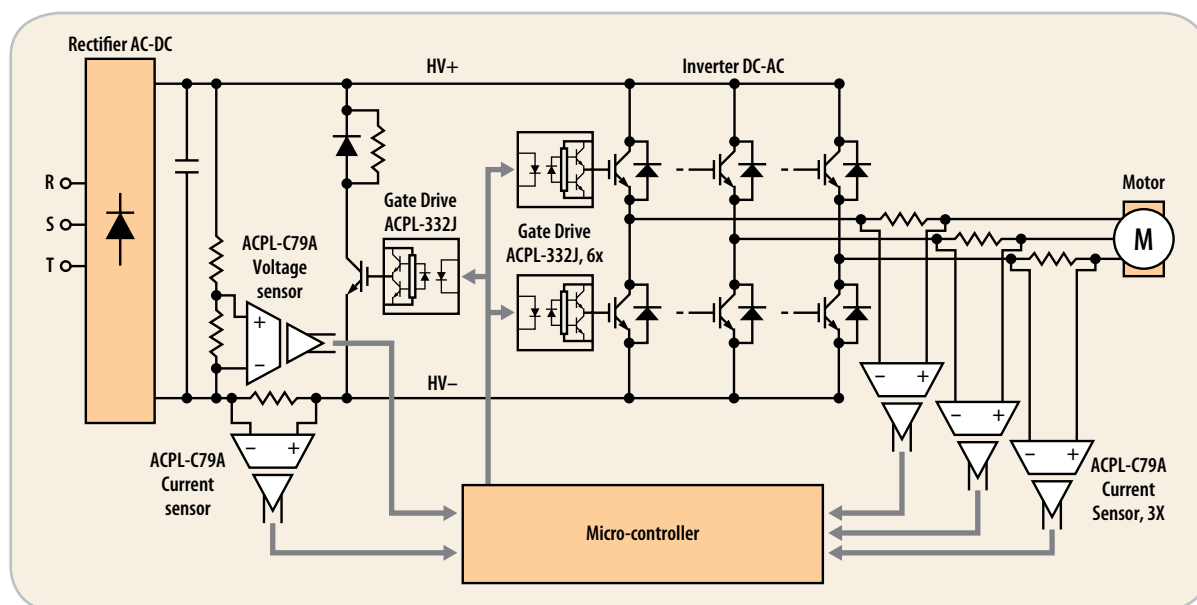 Rectifier AC-DC
HV+
Inverter DC-AC
R
S
T
Gate Drive
ACPL-332J
Gate Drive
ACPL-332J, 6x
Motor
M
ACPL-C79A
Voltage
sensor
+
−
HV−
− +
ACPL-C79A
Current
sensor
− +
− +
− +
ACPL-C79A
Current
Sensor, 3X
Micro-controller